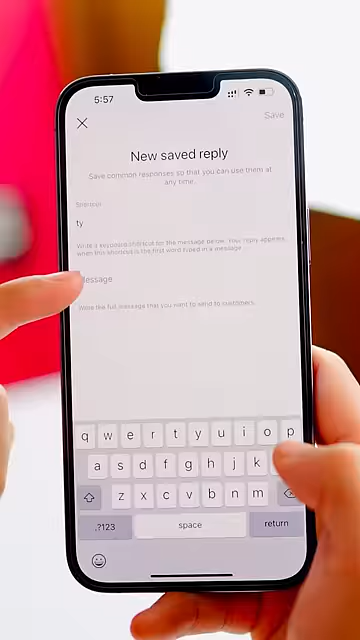 5:57
Save
New saved reply
Save common responses so that you can use them at
any time.
Shortcut
ty
Write a keyboard shortcut for the message below. Your reply appears
when this shortcut is the first word typed in a message.
Message
Write the full message that you want to send to customers.
q w e r t y u i o p
a s d f g h j k
z x c v b n m
.?123
space
return